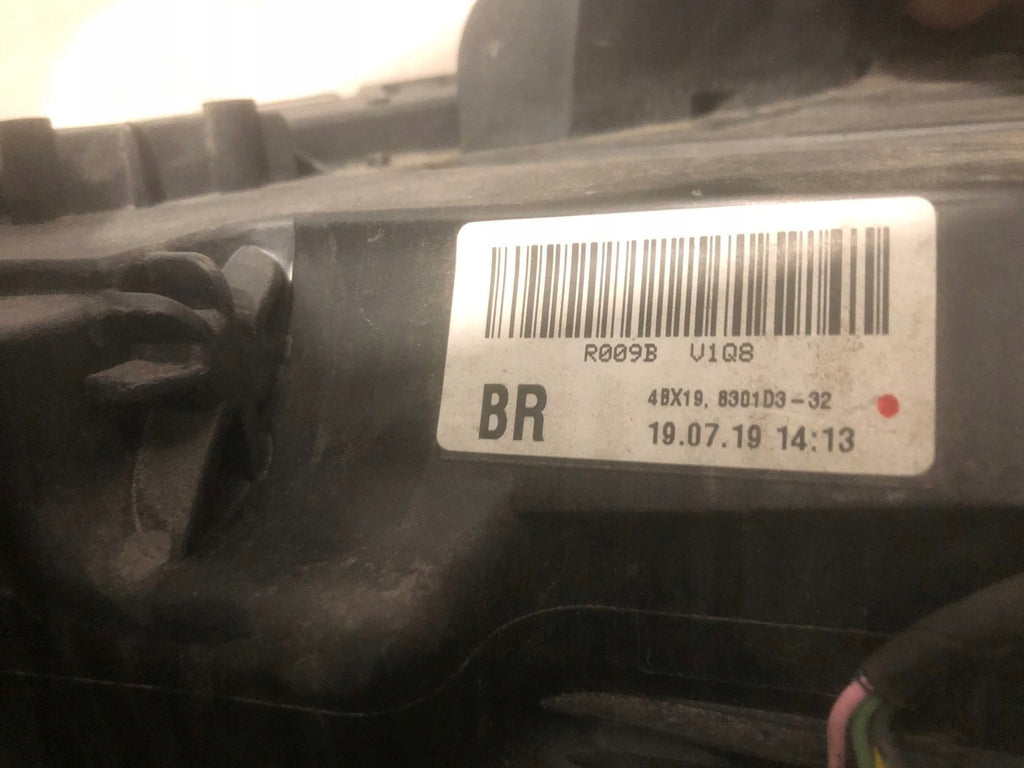 R009B V1Q8
BR
4BX19, 8301D3-32
19.07.19 14:13